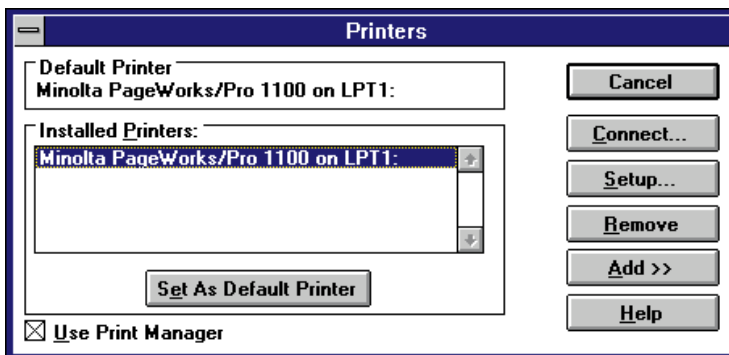 Printers
Default Printer
Minolta PageWorks/Pro 1100 on LPT1:
Installed Printers:
Minolta PageWorks/Pro 1100 on LPT1:
Set As Default Printer
Use Print Manager
Cancel
Connect...
Setup...
Remove
Add >>
Help